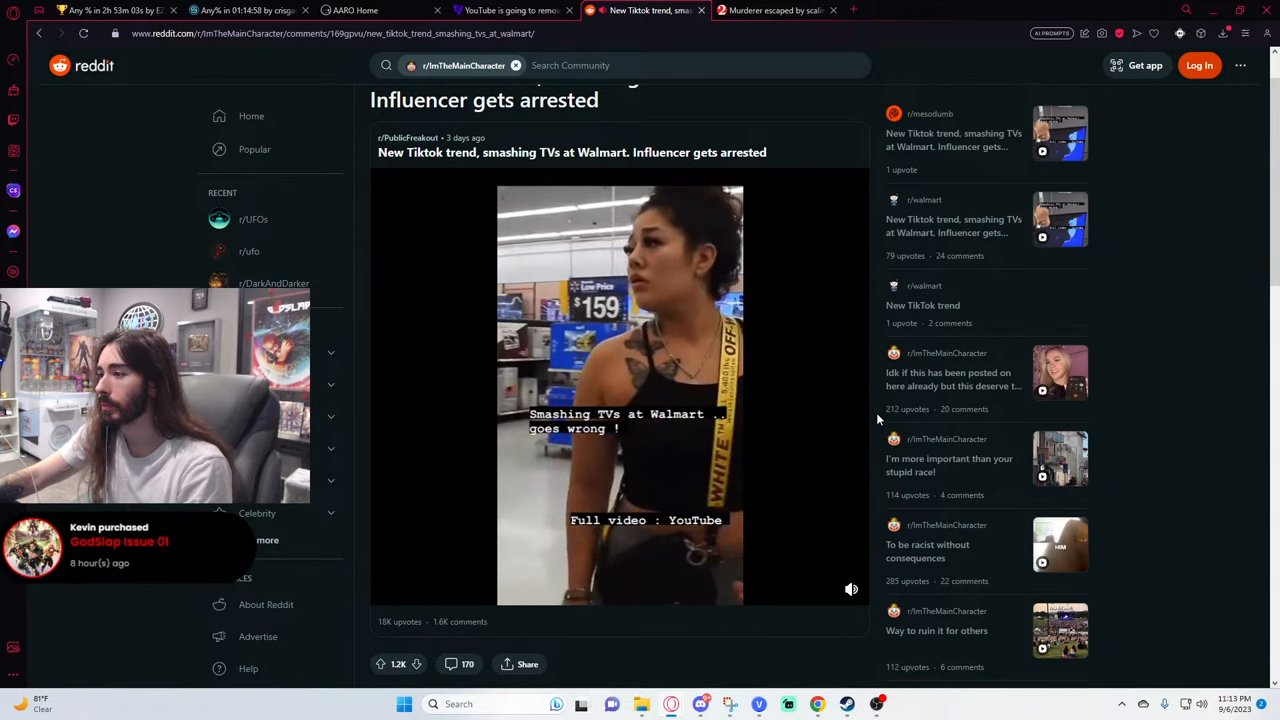 Any% in 2h 53m 03s by EZ
Any% in 01:14:58 by crisgar
AARO Home
YouTube is going to remov
New Tiktok trend, smas
Murderer escaped by scali
www.reddit.com/r/ImTheMainCharacter/comments/169gpvu/new_tiktok_trend_smashing_tvs_at_walmart/
AI PROMPTS
reddit
r/ImTheMainCharacter
Search Community
Get app
Log In
Home
Popular
RECENT
r/UFOs
r/ufo
r/DarkAndDarker
Celebrity
more
CES
About Reddit
Advertise
Help
Influencer gets arrested
r/PublicFreakout • 3 days ago
New Tiktok trend, smashing TVs at Walmart. Influencer gets arrested
$159
OFF
WHITE
Smashing TVs at Walmart ...
goes wrong !
Full video : YouTube
18K upvotes · 1.6K comments
1.2K
170
Share
r/mesodumb
New Tiktok trend, smashing TVs
at Walmart. Influencer gets...
1 upvote
r/walmart
New Tiktok trend, smashing TVs
at Walmart. Influencer gets...
79 upvotes · 24 comments
r/walmart
New TikTok trend
1 upvote · 2 comments
r/ImTheMainCharacter
Idk if this has been posted on
here already but this deserve t...
212 upvotes · 20 comments
r/ImTheMainCharacter
I'm more important than your
stupid race!
114 upvotes · 4 comments
r/ImTheMainCharacter
To be racist without
consequences
285 upvotes · 22 comments
HIM
r/ImTheMainCharacter
Way to ruin it for others
112 upvotes · 6 comments
Kevin purchased
GodSlap Issue 01
8 hour(s) ago
81°F
Clear
Search
11:13 PM
9/6/2023
2